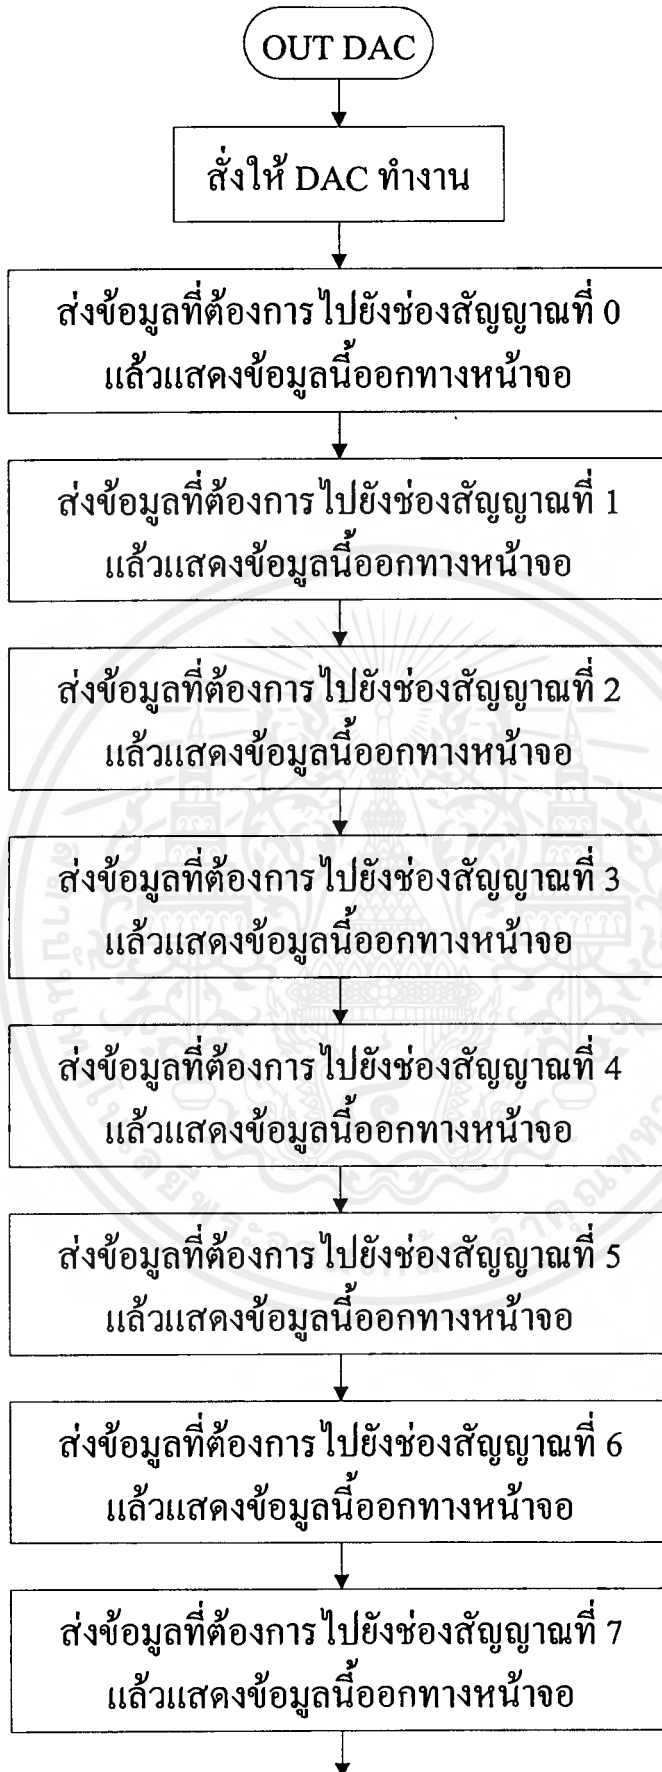 OUT DAC
สั่งให้ DAC ทำงาน
ส่งข้อมูลที่ต้องการ ไปยังช่องสัญญาณที่ 0
แล้วแสดงข้อมูลนี้ออกทางหน้าจอ
ส่งข้อมูลที่ต้องการ ไปยังช่องสัญญาณที่ 1
แล้วแสดงข้อมูลนี้ออกทางหน้าจอ
ส่งข้อมูลที่ต้องการ ไปยังช่องสัญญาณที่ 2
แล้วแสดงข้อมูลนี้ออกทางหน้าจอ
ส่งข้อมูลที่ต้องการ ไปยังช่องสัญญาณที่ 3
แล้วแสดงข้อมูลนี้ออกทางหน้าจอ
ส่งข้อมูลที่ต้องการ ไปยังช่องสัญญาณที่ 4
แล้วแสดงข้อมูลนี้ออกทางหน้าจอ
ส่งข้อมูลที่ต้องการ ไปยังช่องสัญญาณที่ 5
แล้วแสดงข้อมูลนี้ออกทางหน้าจอ
ส่งข้อมูลที่ต้องการ ไปยังช่องสัญญาณที่ 6
แล้วแสดงข้อมูลนี้ออกทางหน้าจอ
ส่งข้อมูลที่ต้องการ ไปยังช่องสัญญาณที่ 7
แล้วแสดงข้อมูลนี้ออกทางหน้าจอ